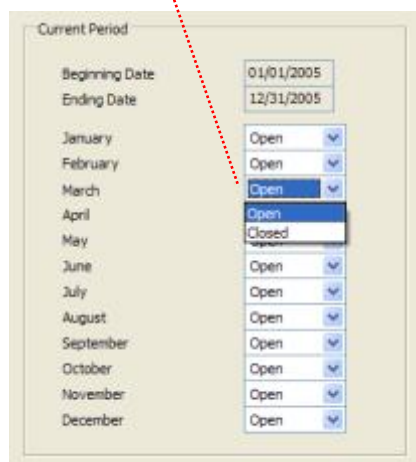 Current Period
Beginning Date 01/01/2005
Ending Date 12/31/2005
January Open
February Open
March Open
April Open
May Closed
June Open
July Open
August Open
September Open
October Open
November Open
December Open